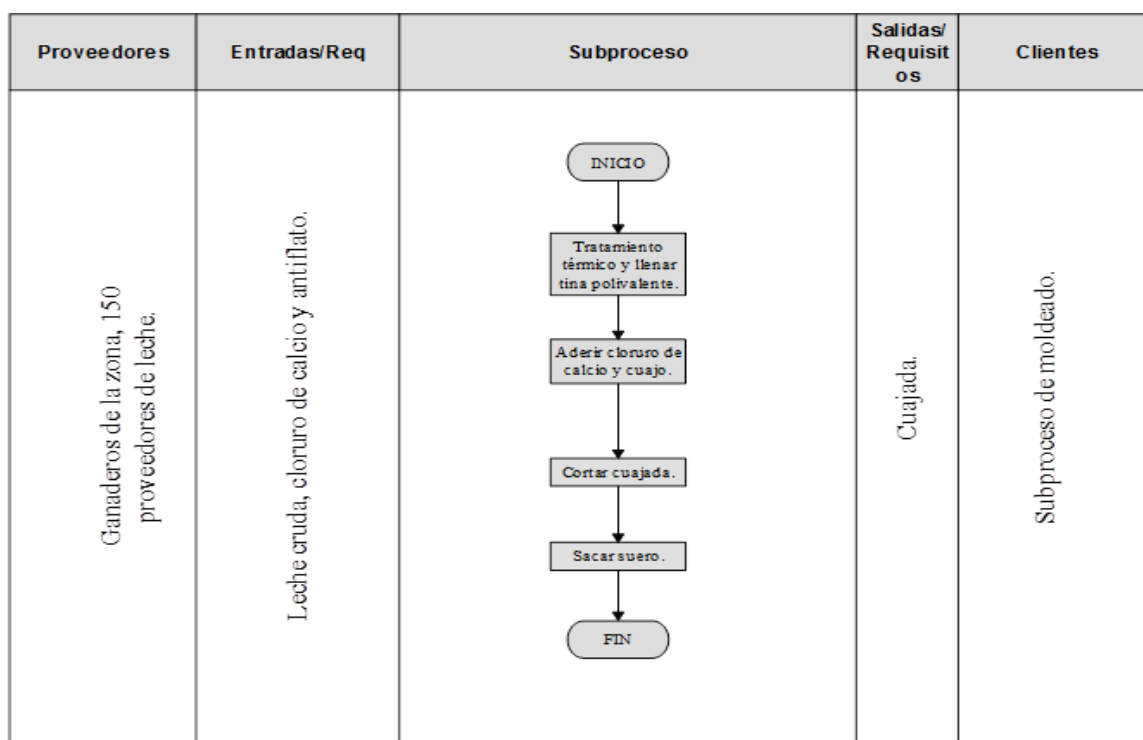 Proveedores
Entradas/Req
Subproceso
Salidas/
Requisit
os
Clientes
Ganaderos de la zona, 150
proveedores de leche.
Leche cruda, cloruro de calcio y antiflato.
INICIO
Tratamiento
térmico y llenar
tina polivalente.
Aderir cloruro de
calcio y cuajo.
Cortar cuajada.
Sacar suero.
FIN
Cuajada.
Subproceso de moldeado.